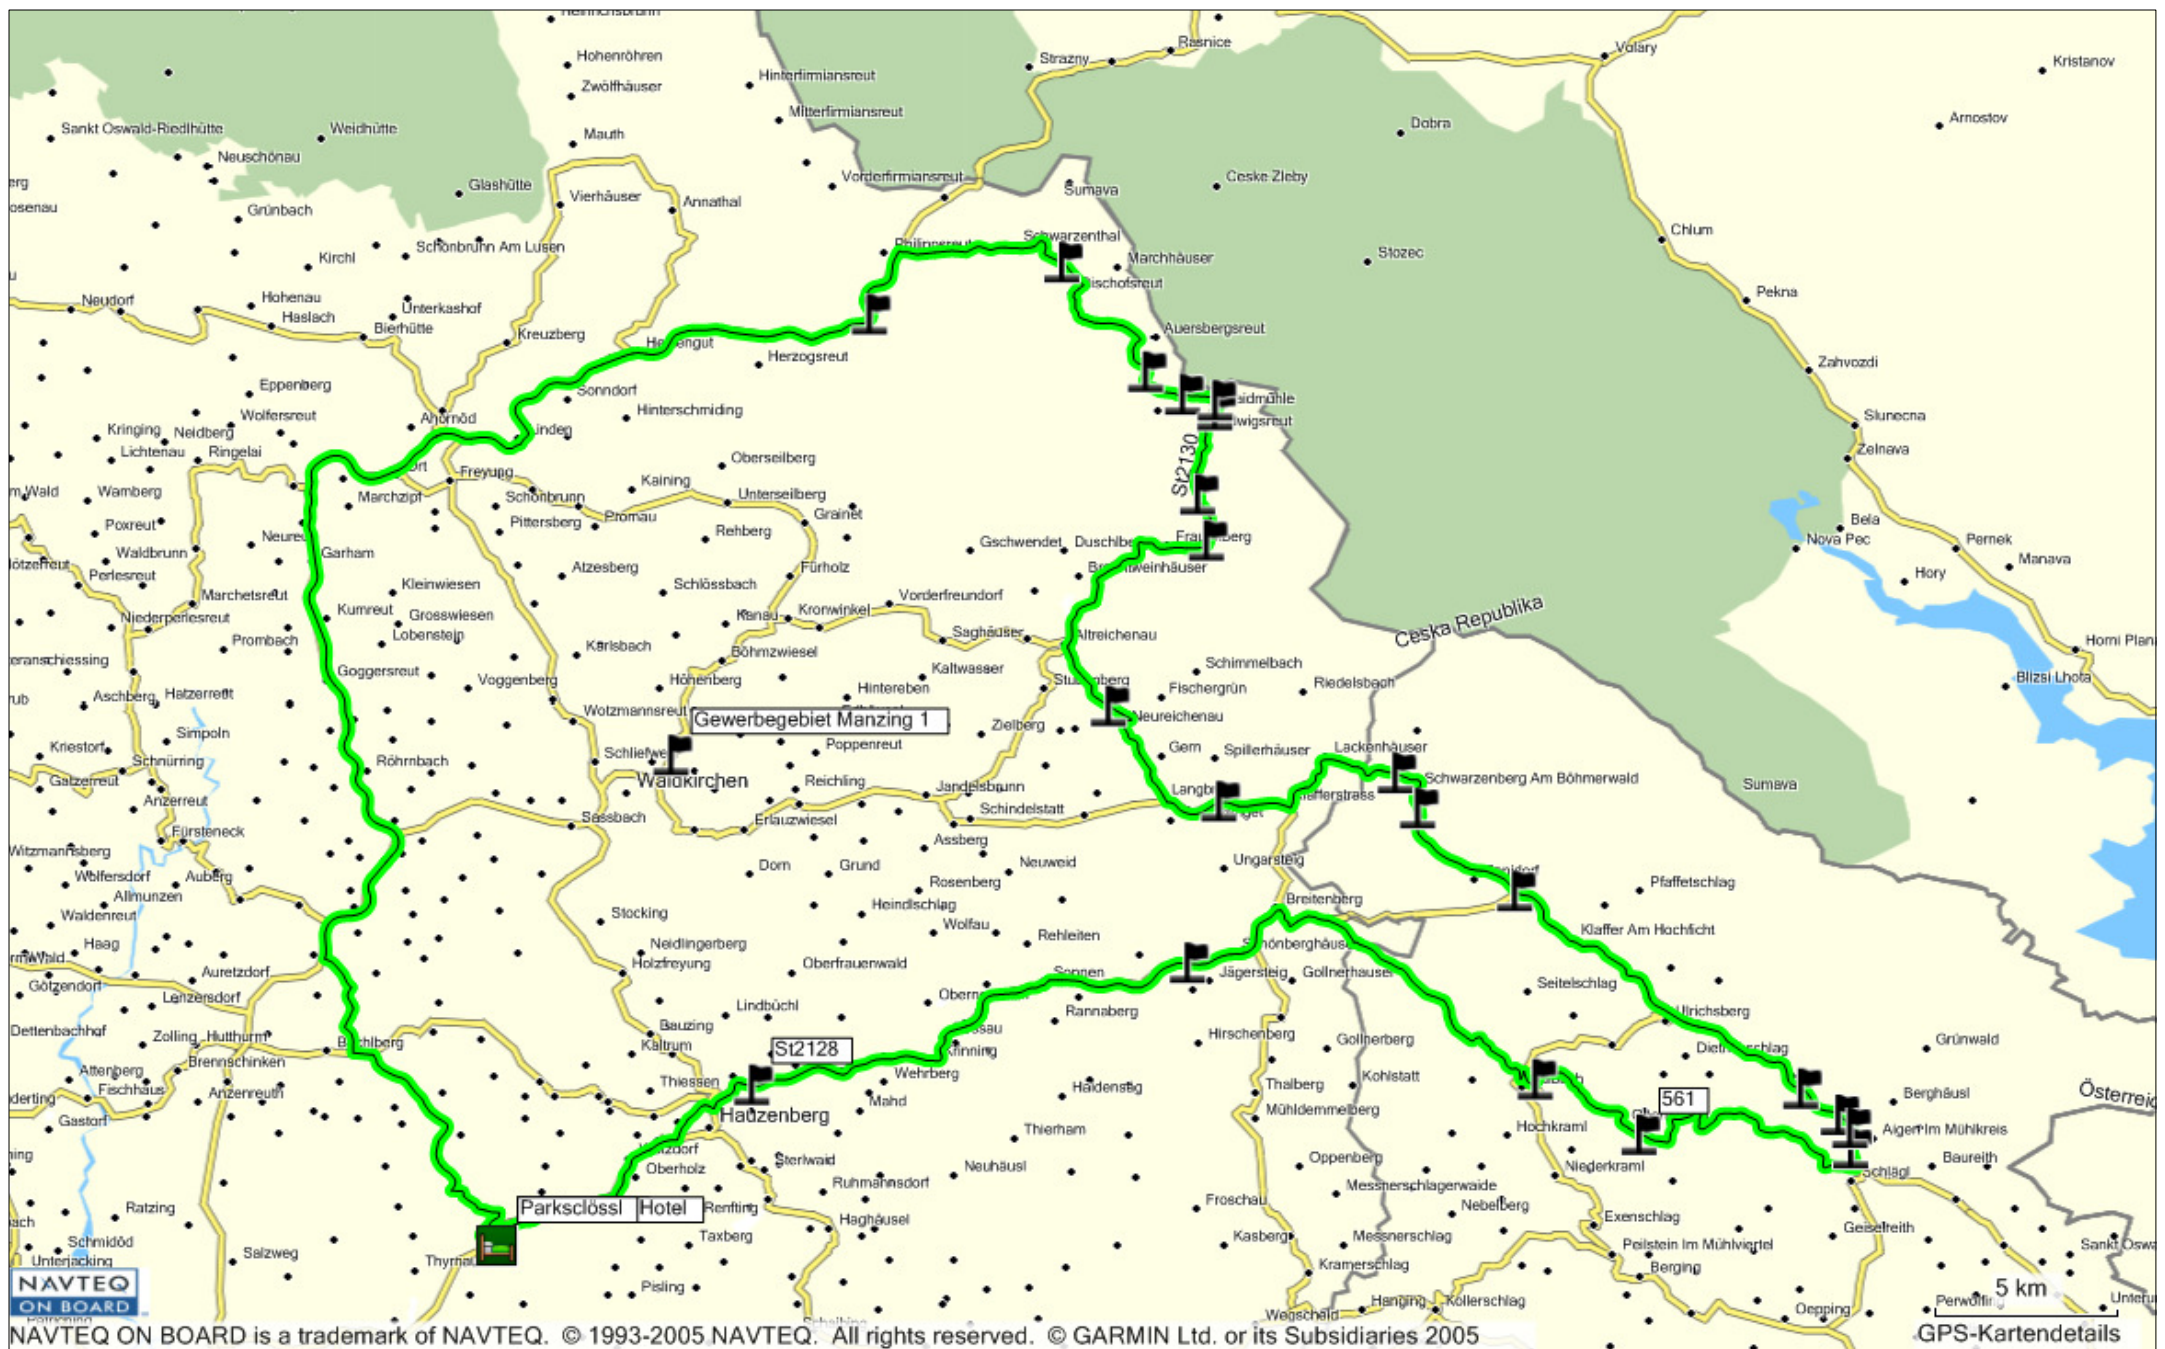 Heinrichsbrunn
Hohenröhren
Strazny
Rasnice
Volary
Kristanov
Zwölfhäuser
Hinterfirmiansreut
Mitterfirmiansreut
Sankt Oswald-Riedlhütte
Weidhütte
Mauth
Dobra
Arnostov
Neuschönau
Glashütte
Vierhäuser
Annathal
Vorderfirmiansreut
Sumava
Ceske Zleby
Grünbach
Schönbrunn Am Lusen
Philippsreut
Schwarzenthal
Chlum
Kirchl
Marchhäuser
Stozec
Bischofsreut
Neudorf
Hohenau
Haslach
Unterkashof
Bierhütte
Kreuzberg
Pekna
Herzogsreut
Auersbergsreut
Zahvozdi
Eppenberg
Sonndorf
Hinterschmiding
Wolfersreut
Ahornöd
Slunecna
Kringing
Neidberg
Lichtenau
Ringelai
Zelnava
St2130
Oberseilberg
Freyung
Marchzipf
Kaining
Schönbrunn
Unterseilberg
Wamberg
Poxreut
Pittersberg
Promau
Grainet
Rehberg
Bela
Nova Pec
Pernek
Waldbrunn
Garham
Gschwendet
Manava
Perlesreut
Kleinwiesen
Atzesberg
Schlössbach
Fürholz
Hory
Marchetsreut
Kumreut
Grosswiesen
Vorderfreundorf
Ceska Republika
Niederperlesreut
Prombach
Lobenstein
Kanau
Kronwinkel
Saghäuser
Altreichenau
Horni Plan
Karlsbach
Böhmzwiesel
Goggersreut
Voggenberg
Höhenberg
Kaltwasser
Schimmelbach
Riedelsbach
Blizsi Lhota
Aschberg
Hatzerreut
Hintereben
Fischergrün
Wotzmannsreut
Gewerbegebiet Manzing 1
Zielberg
Neureichenau
Simpoln
Kriestorf
Schnürring
Röhrnbach
Poppenreut
Gern
Spillerhäuser
Lackenhäuser
Gatzerreut
Waldkirchen
Reichling
Jandelsbrunn
Schwarzenberg Am Böhmerwald
Sumava
Anzerreut
Schindelstatt
Fürsteneck
Sassbach
Erlauzwiesel
Assberg
Witzmannsberg
Wolfersdorf
Auberg
Dorn
Grund
Neuweid
Ungarsteig
Allmunzen
Rosenberg
Pfaffetschlag
Waldenreut
Stocking
Heindlschlag
Wolfau
Breitenberg
Haag
Neidlingerberg
Rehleiten
Klaffer Am Hochficht
Götzendorf
Auretzdorf
Holzfreyung
Oberfrauenwald
Sonnen
Jägersteig
Gollnerhauser
Seitelschlag
Lenzersdorf
Lindbüchl
Rannaberg
Ulrichsberg
Dettenbachhof
Zolling
Hutthurm
Bauzing
Hirschenberg
Gollnerberg
Grünwald
Brennschinken
Kaltrum
St2128
Attenberg
Fischhaus
Anzenreuth
Thiessen
Wehrberg
Haidenstag
Thalberg
Kohlstatt
561
Berghäusl
Österreic
Gastorf
Hauzenberg
Mahd
Mühldemmelberg
Hochkraml
Aigen Im Mühlkreis
Thierham
Oberholz
Sterlwaid
Neuhäusl
Oppenberg
Niederkraml
Baureith
Schlägl
Ruhmannsdorf
Froschau
Messnerschlagerwaide
Nebelberg
Parksclössl Hotel
Renfting
Ratzing
Haghäusel
Exenschlag
Geiselreith
Schmidöd
Salzweg
Taxberg
Kasberg
Messnerschlag
Peilstein Im Mühlviertel
Unterjacking
Pisling
Kramerschlag
Berging
NAVTEQ
ON BOARD
5 km
Wegscheid
Hanging
Kollerschlag
Oepping
Perwolfing
NAVTEQ ON BOARD is a trademark of NAVTEQ. © 1993-2005 NAVTEQ. All rights reserved. © GARMIN Ltd. or its Subsidiaries 2005
GPS-Kartendetails